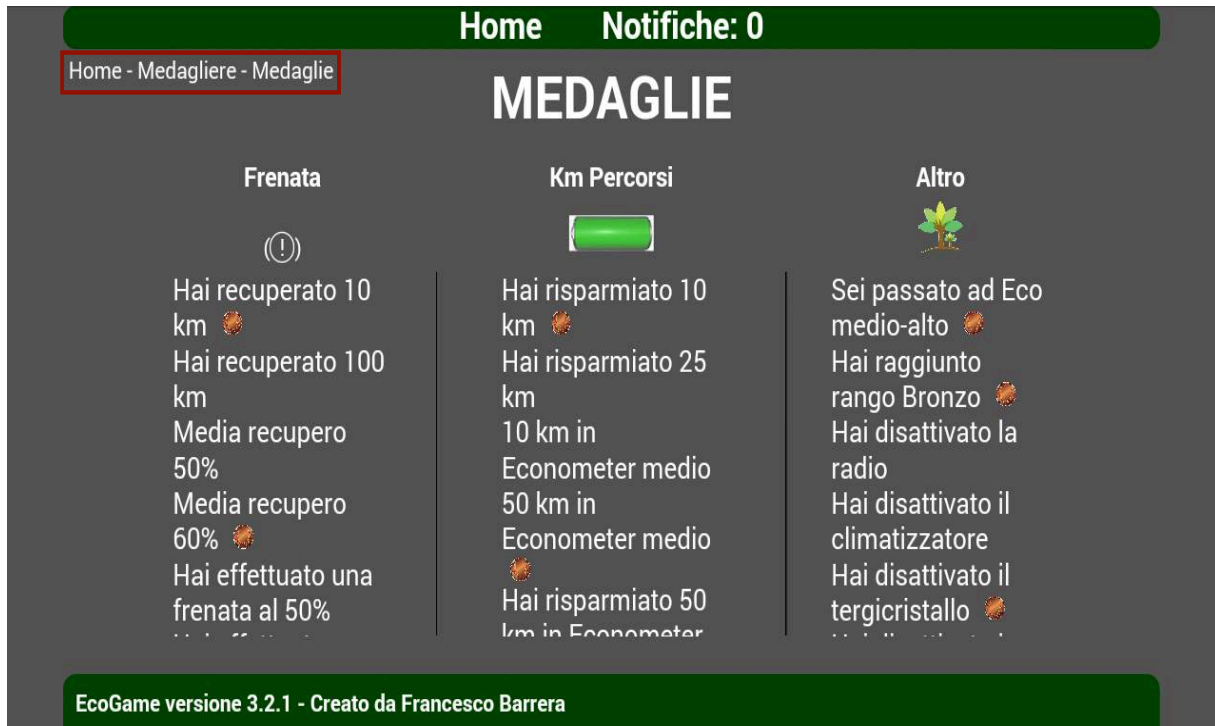 Home Notifiche: 0
Home - Medagliere - Medaglie
MEDAGLIE
Frenata
Hai recuperato 10
km
Hai recuperato 100
km
Media recupero
50%
Media recupero
60%
Hai effettuato una
frenata al 50%
Km Percorsi
Hai risparmiato 10
km
Hai risparmiato 25
km
10 km in
Econometer medio
50 km in
Econometer medio
Hai risparmiato 50
km in Econometer
Altro
Sei passato ad Eco
medio-alto
Hai raggiunto
rango Bronzo
Hai disattivato la
radio
Hai disattivato il
climatizzatore
Hai disattivato il
tergicristallo
EcoGame versione 3.2.1 - Creato da Francesco Barrera